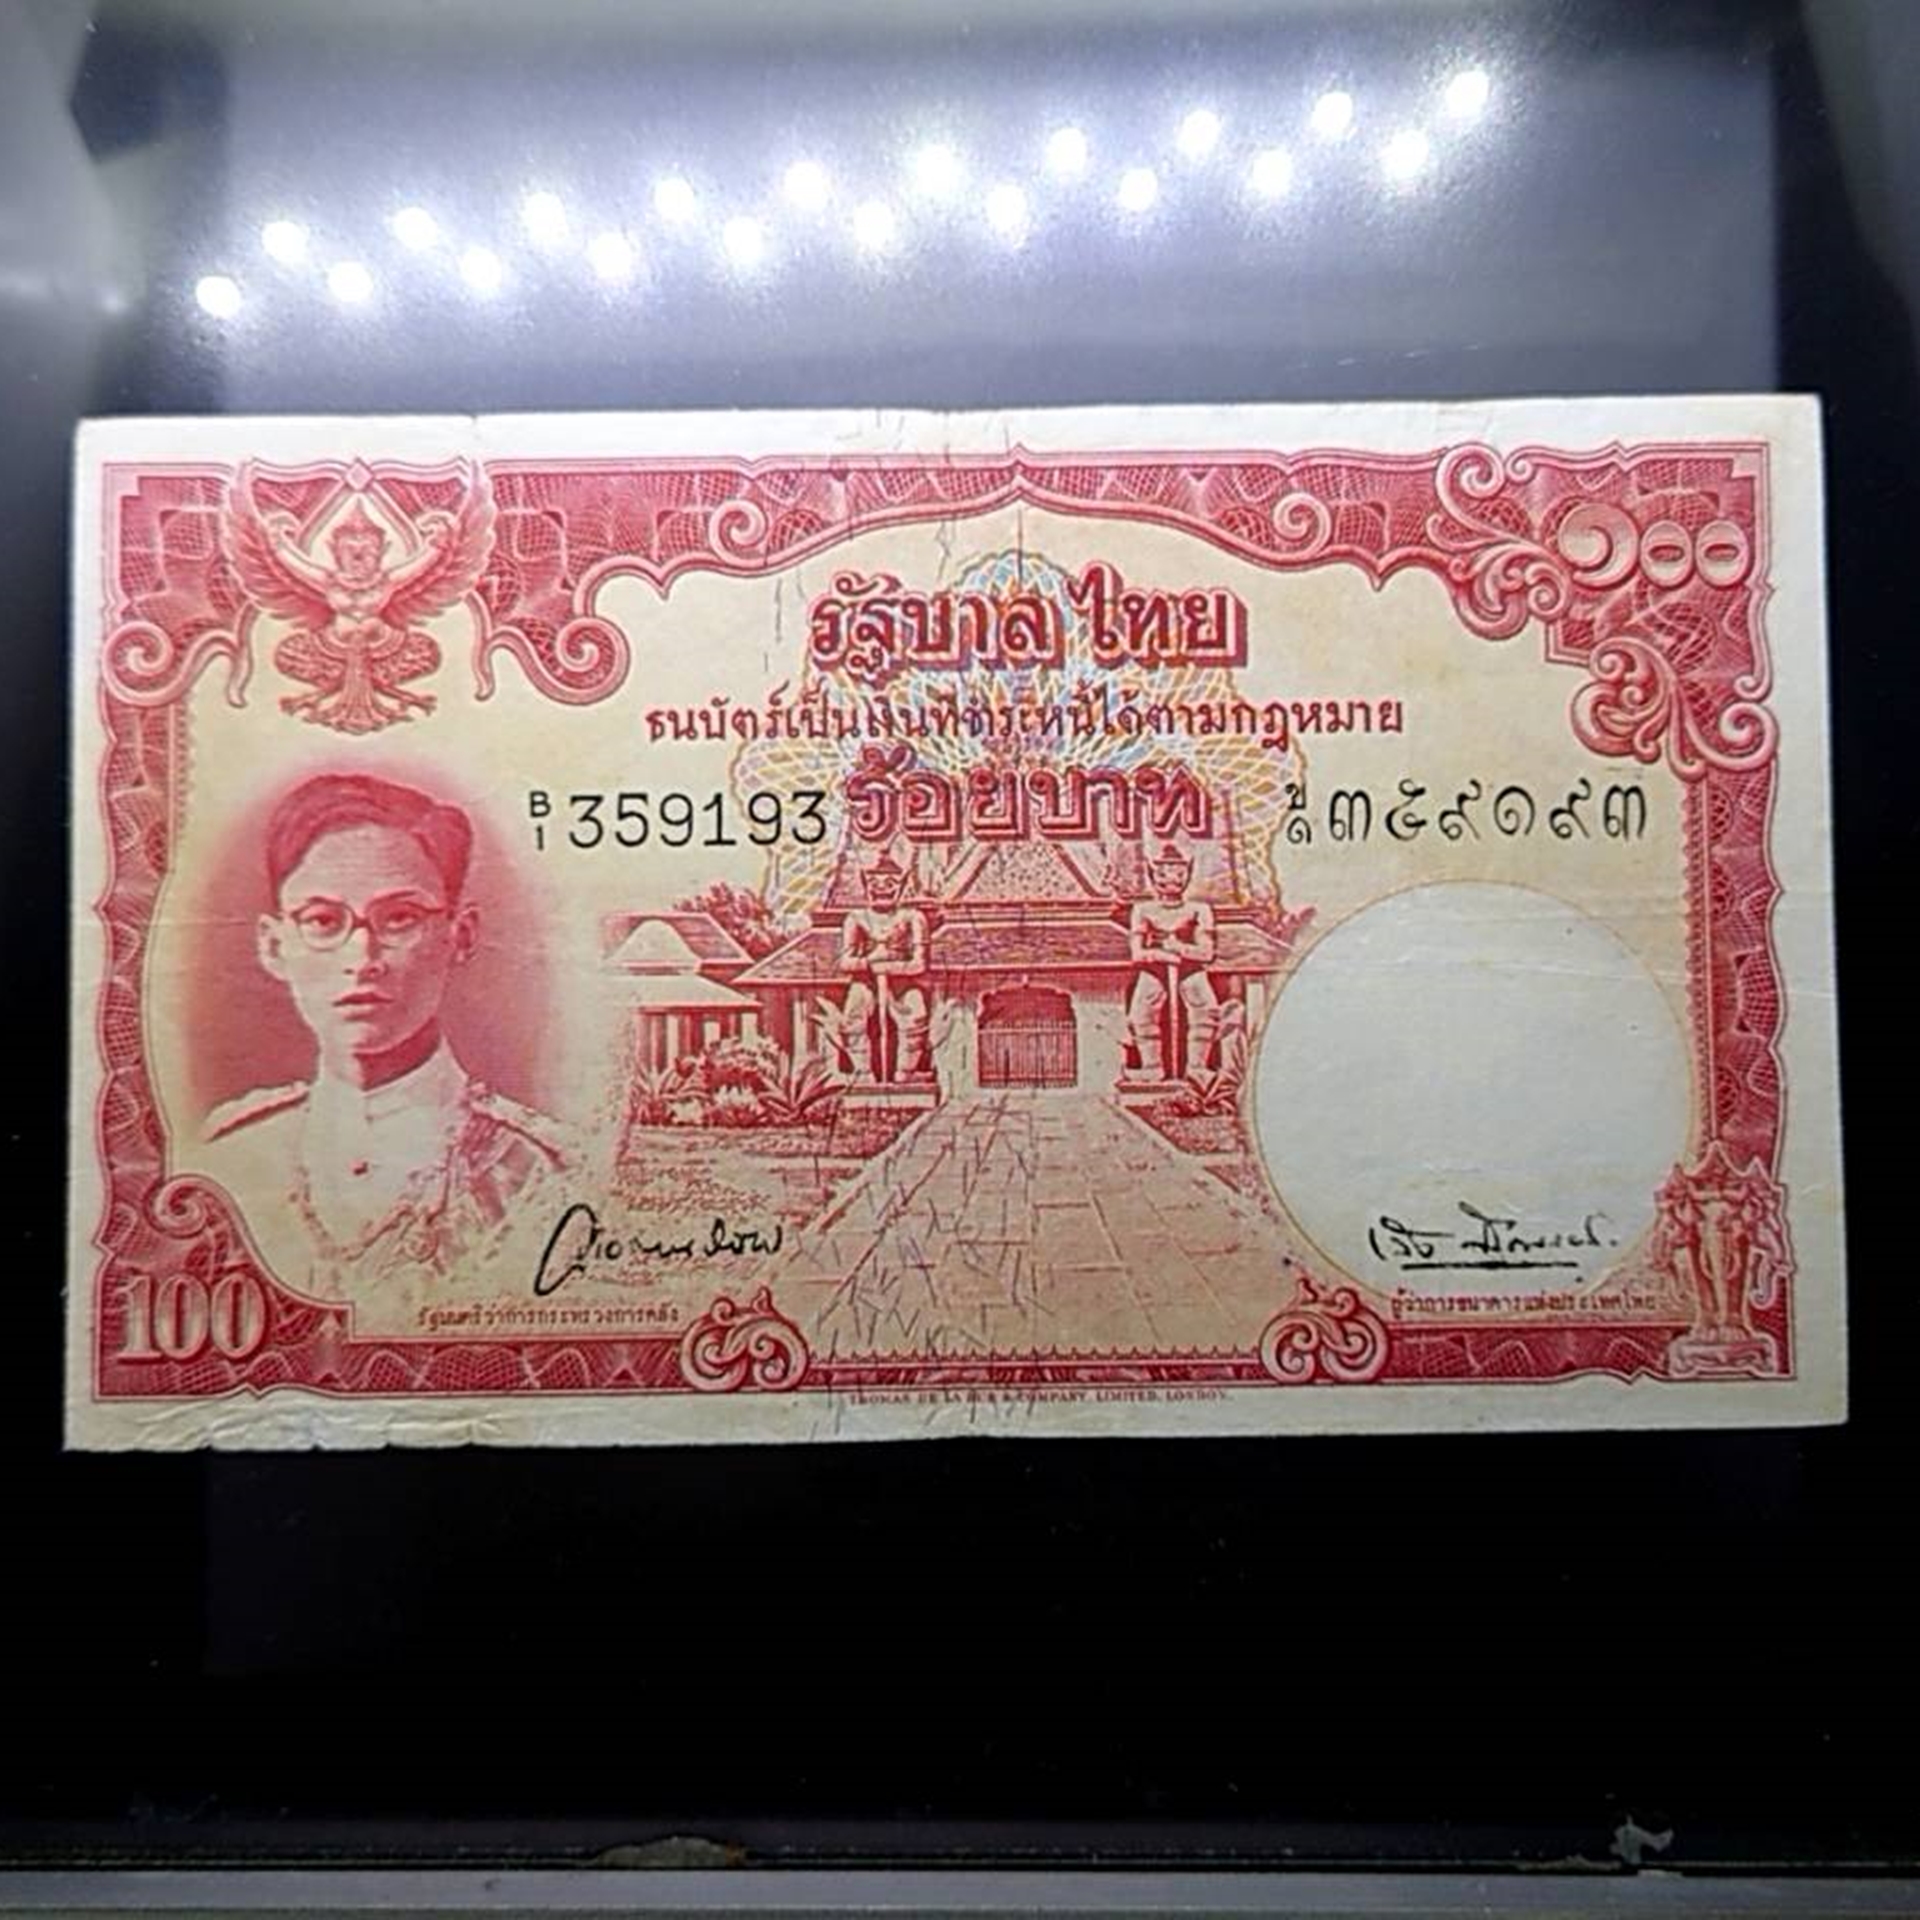 ๑๐๐
รัฐบาลไทย
ธนบัตร์เป็นเงินที่ชำระหนี้ได้ตามกฎหมาย
ร้อยบาท
B/1 359193
ข/๑ ๓๕๙๑๙๓
รัฐมนตรีว่าการกระทรวงการคลัง
ผู้ว่าการธนาคารแห่งประเทศไทย
100
THOMAS DE LA RUE & COMPANY, LIMITED, LONDON.